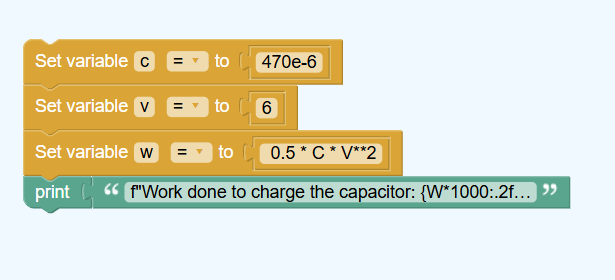 Set variable c = to 470e-6
Set variable v = to 6
Set variable w = to 0.5 * C * V**2
print “ f"Work done to charge the capacitor: {W*1000:.2f... ”